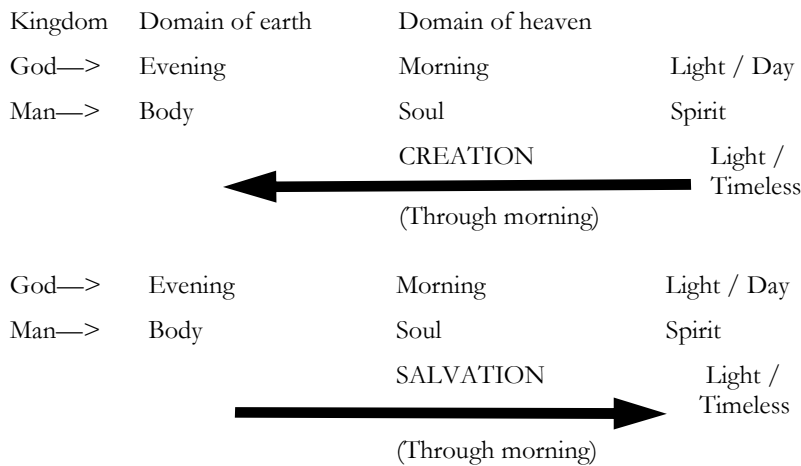 Kingdom Domain of earth Domain of heaven
God—> Evening Morning Light / Day
Man—> Body Soul Spirit
CREATION Light /
Timeless
(Through morning)
God—> Evening Morning Light / Day
Man—> Body Soul Spirit
SALVATION Light /
Timeless
(Through morning)